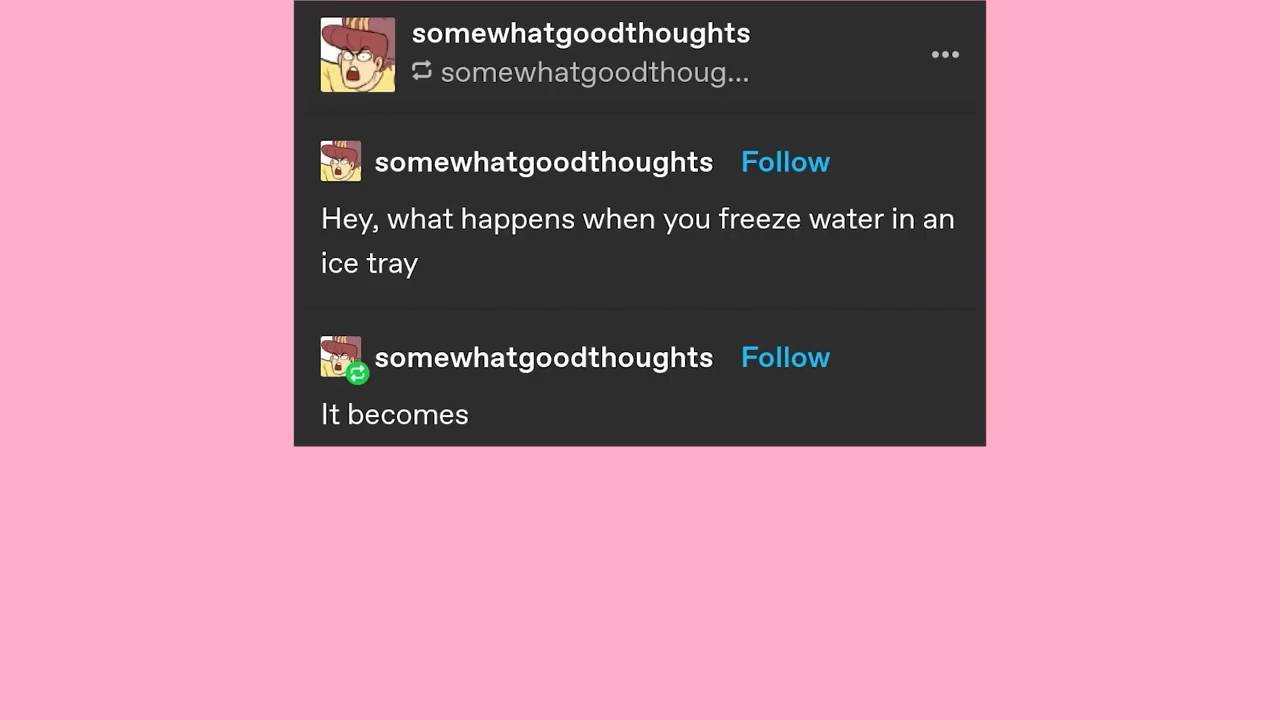 somewhatgoodthoughts
somewhatgoodthoug...
somewhatgoodthoughts Follow
Hey, what happens when you freeze water in an
ice tray
somewhatgoodthoughts Follow
It becomes